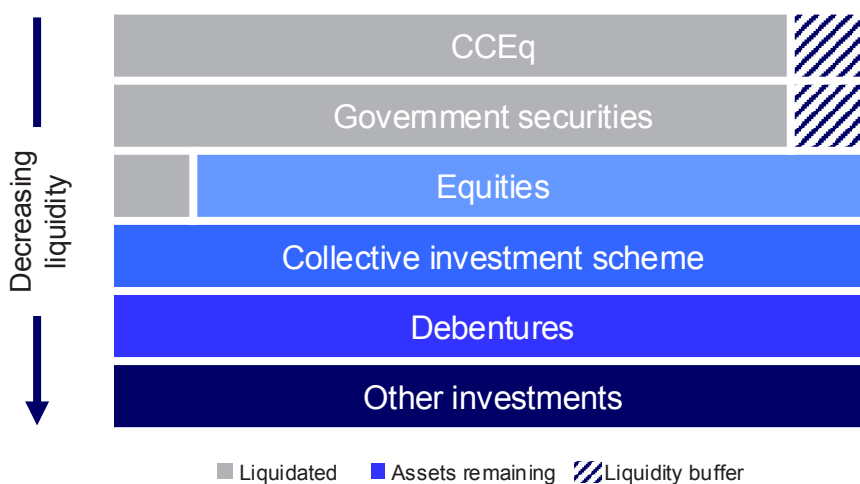 CCEq
Government securities
Equities
Collective investment scheme
Debentures
Other investments
Decreasing
liquidity
Liquidated
Assets remaining
Liquidity buffer